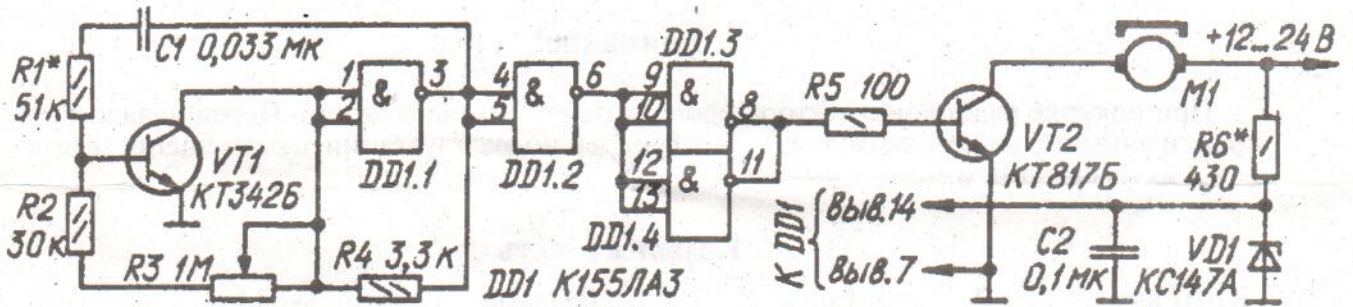 C1 0,033 мк
R1*
51к
VT1
КТ342Б
R2
30к
R3 1М
R4 3,3 к
1
2
&
3
DD1.1
4
5
&
6
DD1.2
DD1.3
9
10
&
8
12
13
&
11
DD1.4
DD1 К155ЛА3
R5 100
VT2
КТ817Б
М1
+12...24 В
R6*
430
К DD1
Выв.14
Выв.7
C2
0,1 мк
VD1
КС147А